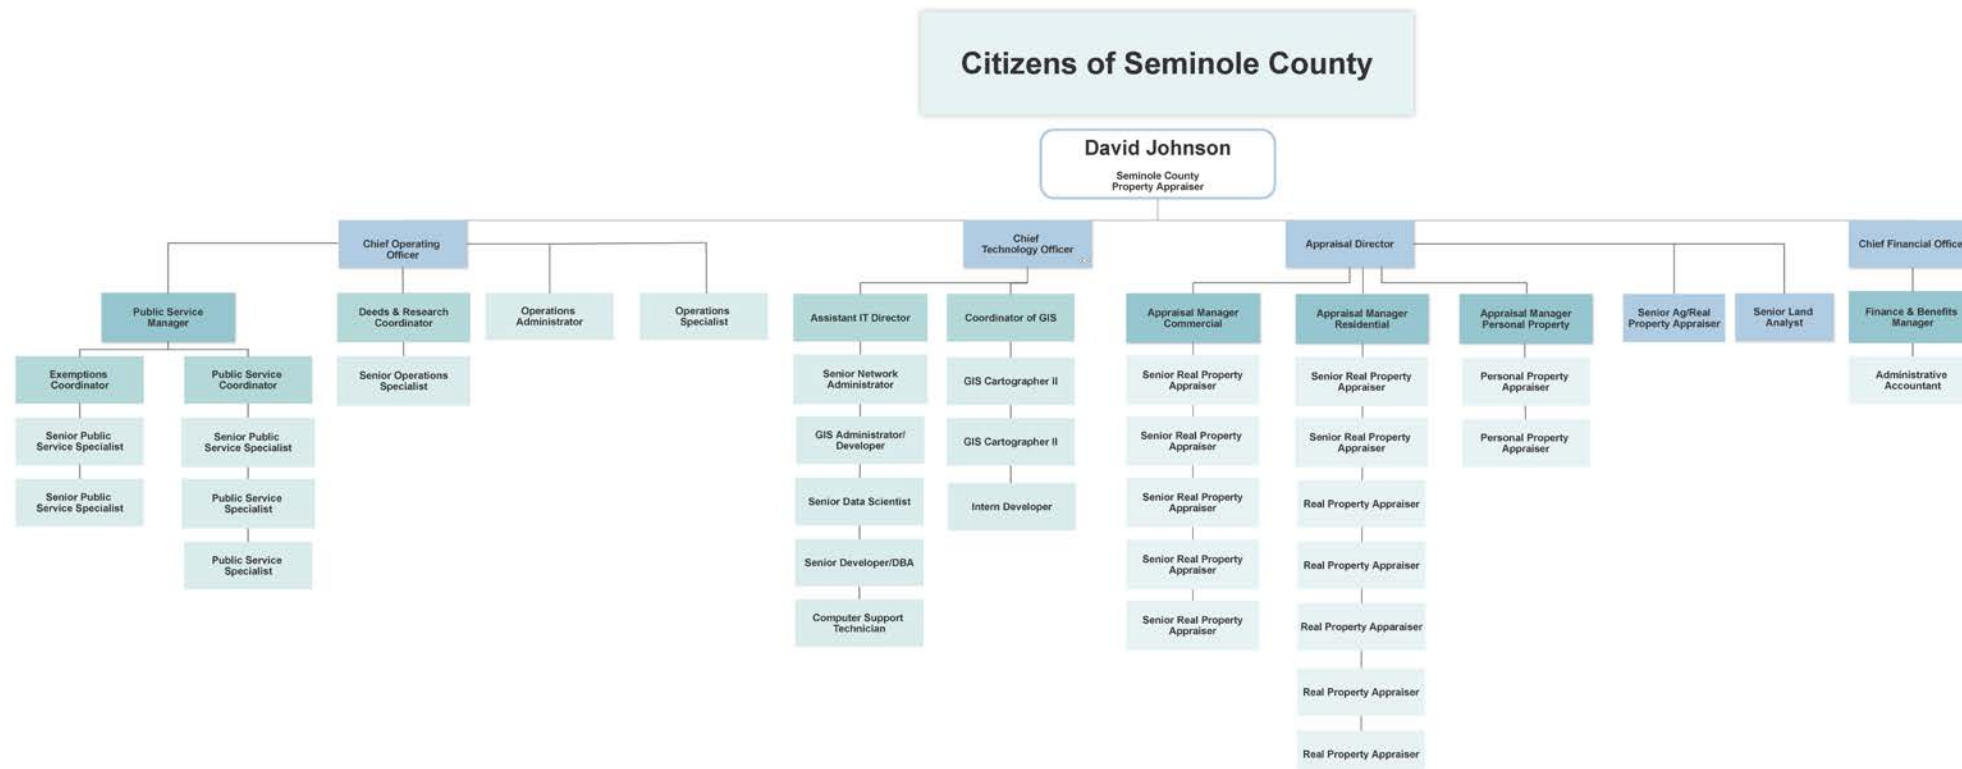 Citizens of Seminole County
David Johnson
Seminole County
Property Appraiser
Chief Operating
Officer
Chief
Technology Officer
Appraisal Director
Chief Financial Office
Public Service
Manager
Deeds & Research
Coordinator
Operations
Administrator
Operations
Specialist
Assistant IT Director
Coordinator of GIS
Appraisal Manager
Commercial
Appraisal Manager
Residential
Appraisal Manager
Personal Property
Senior Ag/Real
Property Appraiser
Senior Land
Analyst
Finance & Benefits
Manager
Exemptions
Coordinator
Public Service
Coordinator
Senior Operations
Specialist
Senior Network
Administrator
GIS Cartographer II
Senior Real Property
Appraiser
Senior Real Property
Appraiser
Personal Property
Appraiser
Administrative
Accountant
Senior Public
Service Specialist
Senior Public
Service Specialist
GIS Administrator/
Developer
GIS Cartographer II
Senior Real Property
Appraiser
Senior Real Property
Appraiser
Personal Property
Appraiser
Senior Public
Service Specialist
Public Service
Specialist
Senior Data Scientist
Intern Developer
Senior Real Property
Appraiser
Real Property Appraiser
Public Service
Specialist
Senior Developer/DBA
Senior Real Property
Appraiser
Real Property Appraiser
Computer Support
Technician
Senior Real Property
Appraiser
Real Property Apparaiser
Real Property Appraiser
Real Property Appraiser